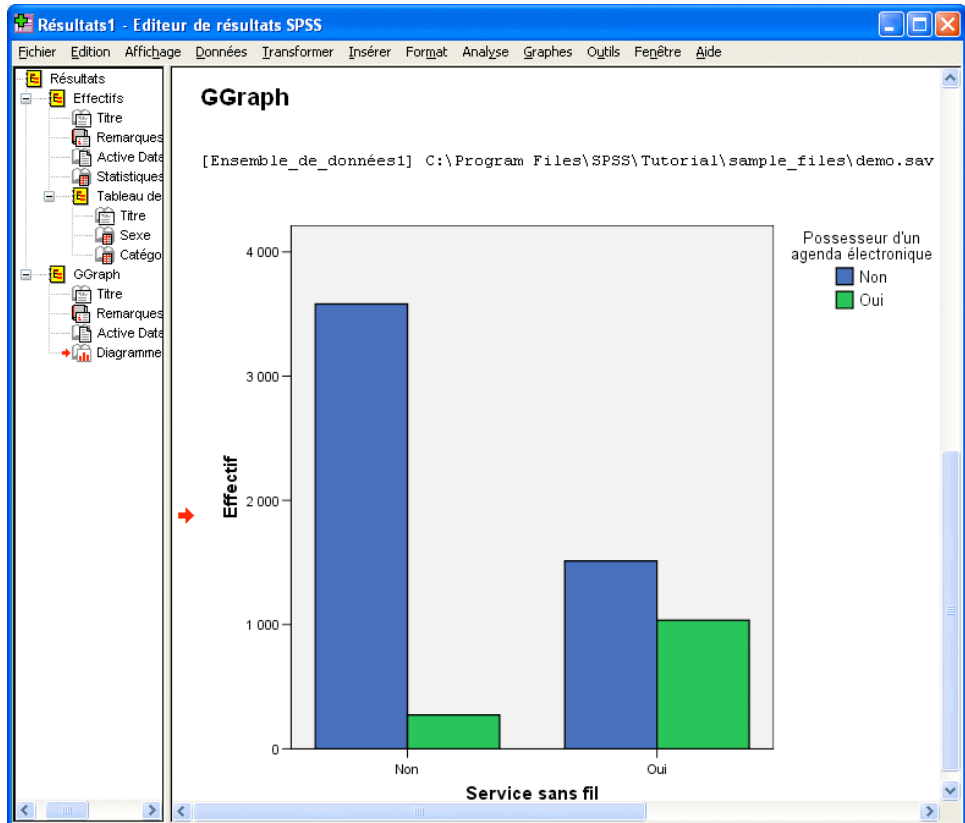 Résultats1 - Editeur de résultats SPSS
Fichier Edition Affichage Données Transformer Insérer Format Analyse Graphes Outils Fenêtre Aide
Résultats
Effectifs
Titre
Remarques
Active Data
Statistiques
Tableau de
Titre
Sexe
Catégo
GGraph
Titre
Remarques
Active Data
Diagramme
GGraph
[Ensemble_de_données1] C:\Program Files\SPSS\Tutorial\sample_files\demo.sav
Possesseur d'un
agenda électronique
Non
Oui
4 000
3 000
2 000
1 000
0
Effectif
Non Oui
Service sans fil